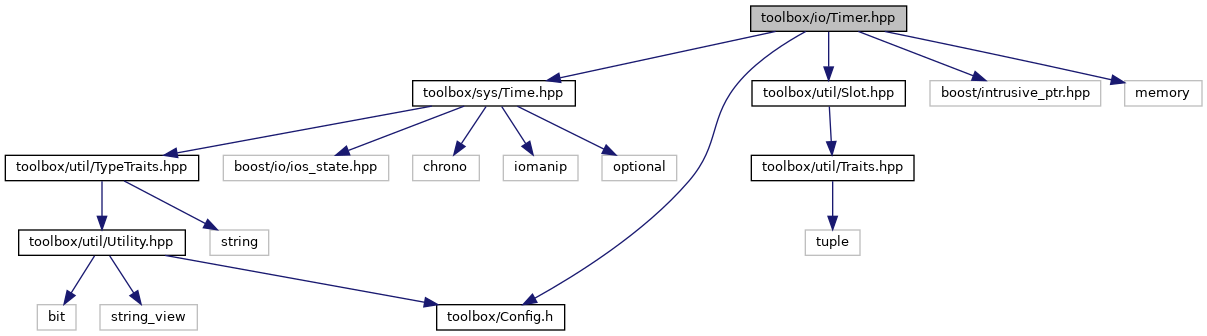 toolbox/io/Timer.hpp
toolbox/sys/Time.hpp
toolbox/util/Slot.hpp
boost/intrusive_ptr.hpp
memory
toolbox/util/TypeTraits.hpp
boost/io/ios_state.hpp
chrono
iomanip
optional
toolbox/util/Traits.hpp
toolbox/util/Utility.hpp
string
tuple
bit
string_view
toolbox/Config.h